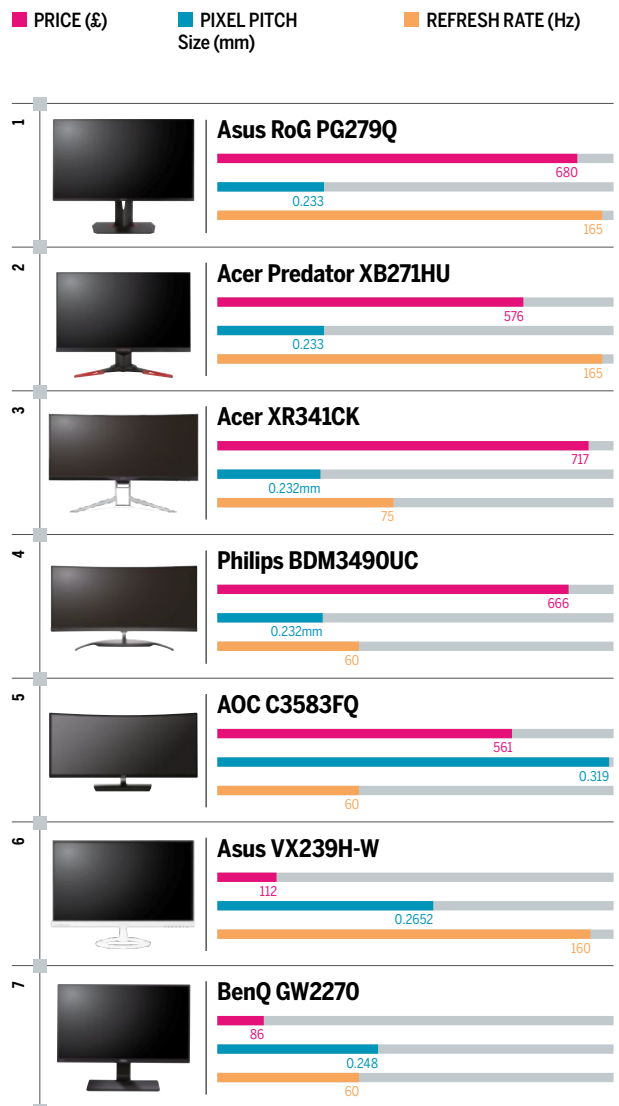 PRICE (£)
PIXEL PITCH
Size (mm)
REFRESH RATE (Hz)
1
Asus RoG PG279Q
680
0.233
165
2
Acer Predator XB271HU
576
0.233
165
3
Acer XR341CK
717
0.232mm
75
4
Philips BDM3490UC
666
0.232mm
60
5
AOC C3583FQ
561
0.319
60
6
Asus VX239H-W
112
0.2652
160
7
BenQ GW2270
86
0.248
60